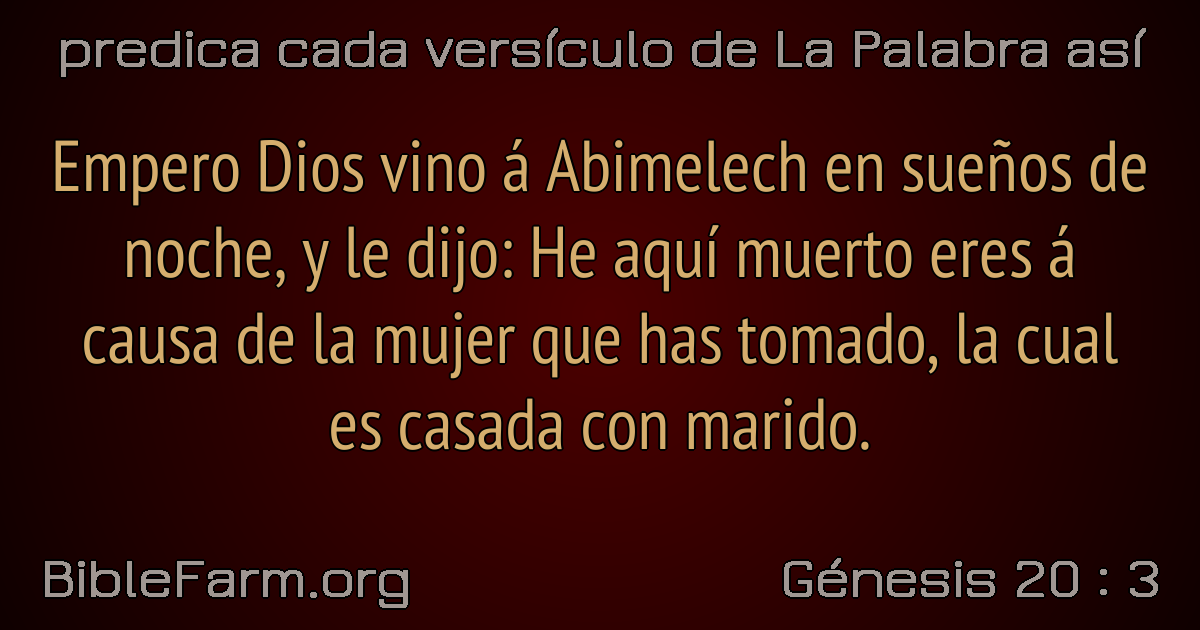 predica cada versículo de La Palabra así
Empero Dios vino á Abimelech en sueños de
noche, y le dijo: He aquí muerto eres á
causa de la mujer que has tomado, la cual
es casada con marido.
BibleFarm.org
Génesis 20 : 3